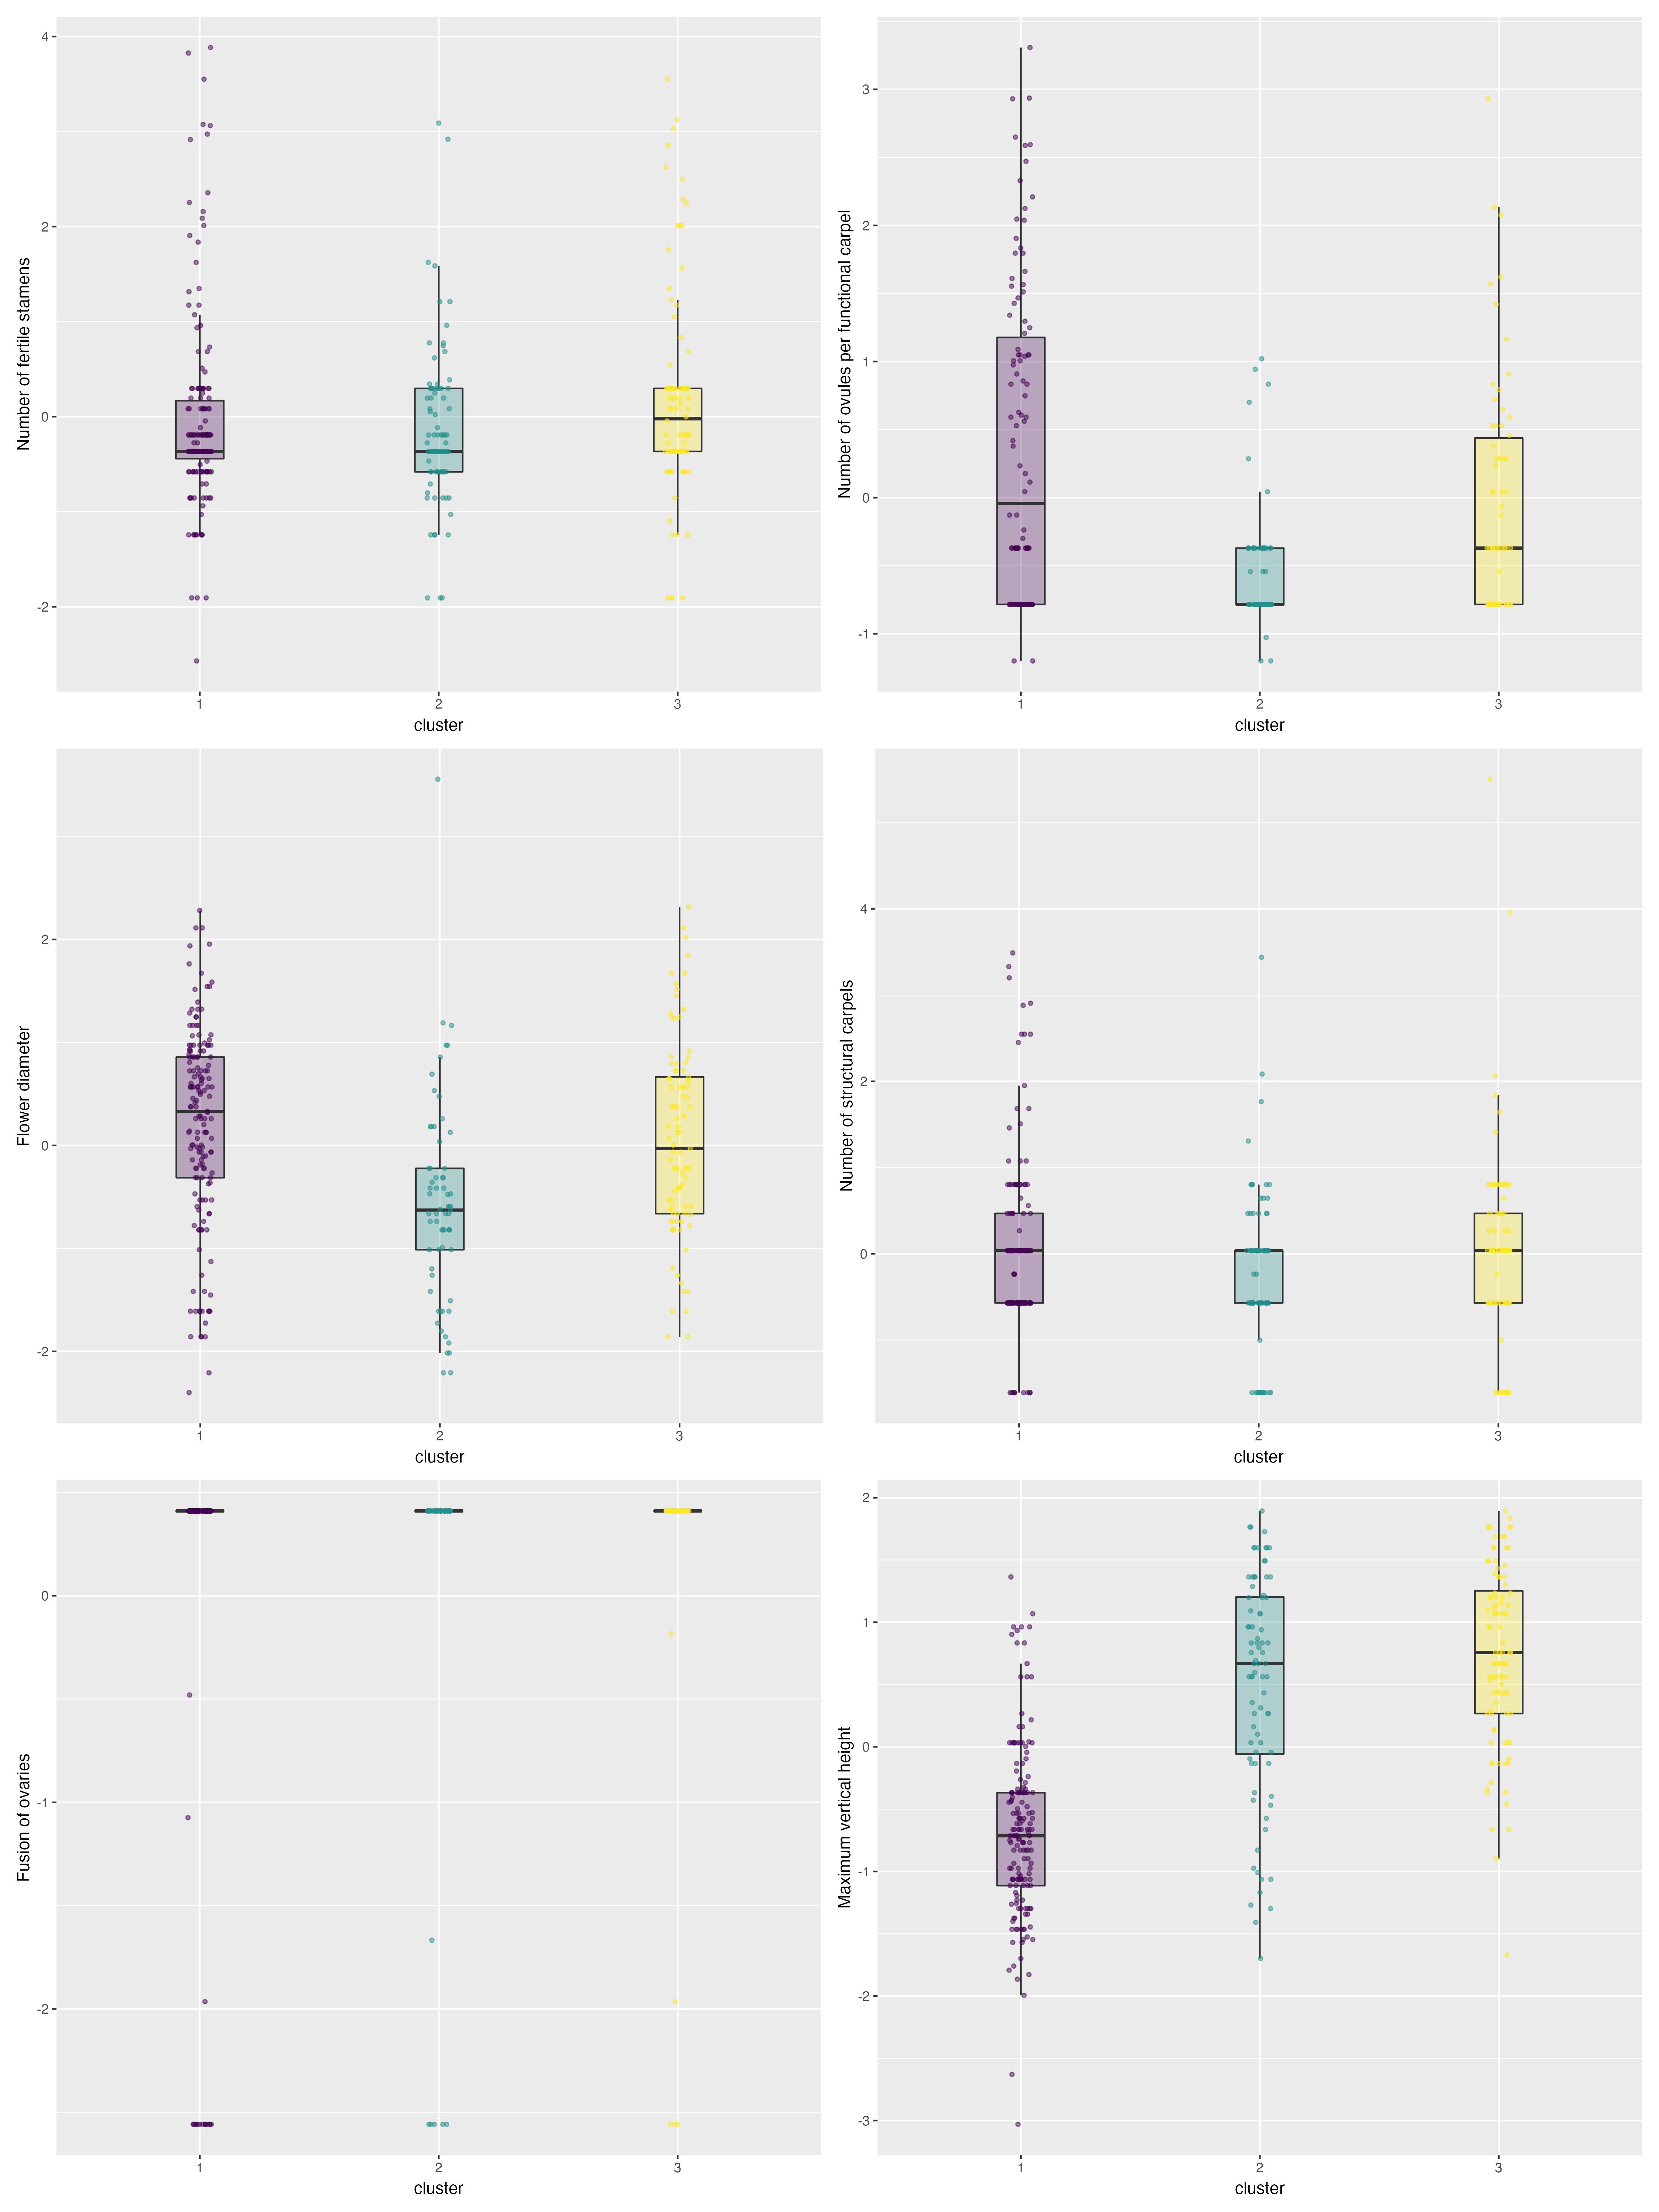 Number of fertile stamens
4
2
0
-2
1 2 3
cluster
Number of ovules per functional carpel
3
2
1
0
-1
1 2 3
cluster
Flower diameter
2
0
-2
1 2 3
cluster
Number of structural carpels
4
2
0
1 2 3
cluster
Fusion of ovaries
0
-1
-2
1 2 3
cluster
Maximum vertical height
2
1
0
-1
-2
-3
1 2 3
cluster